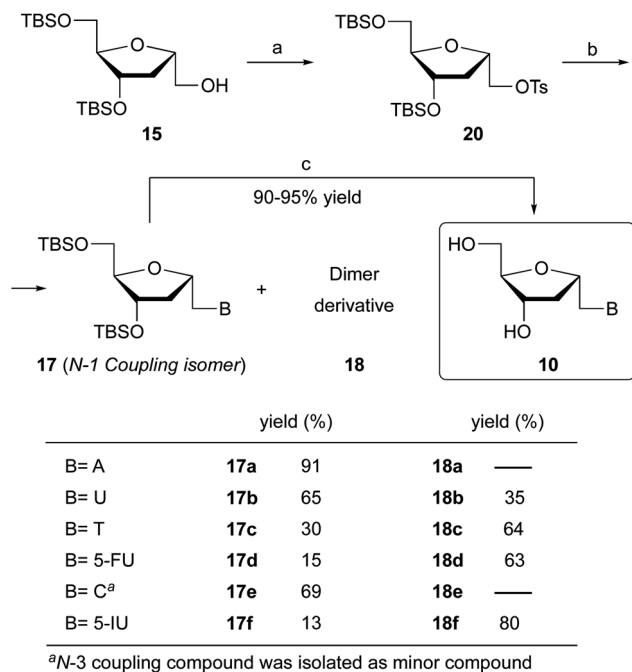 TBSO
O
OH
TBSO
15
a
TBSO
O
OTs
TBSO
20
b
c
90-95% yield
TBSO
O
B
TBSO
17 (N-1 Coupling isomer)
+
Dimer
derivative
18
HO
O
B
HO
10
yield (%) yield (%)
B= A 17a 91 18a —
B= U 17b 65 18b 35
B= T 17c 30 18c 64
B= 5-FU 17d 15 18d 63
B= Cᵃ 17e 69 18e —
B= 5-IU 17f 13 18f 80
ᵃN-3 coupling compound was isolated as minor compound